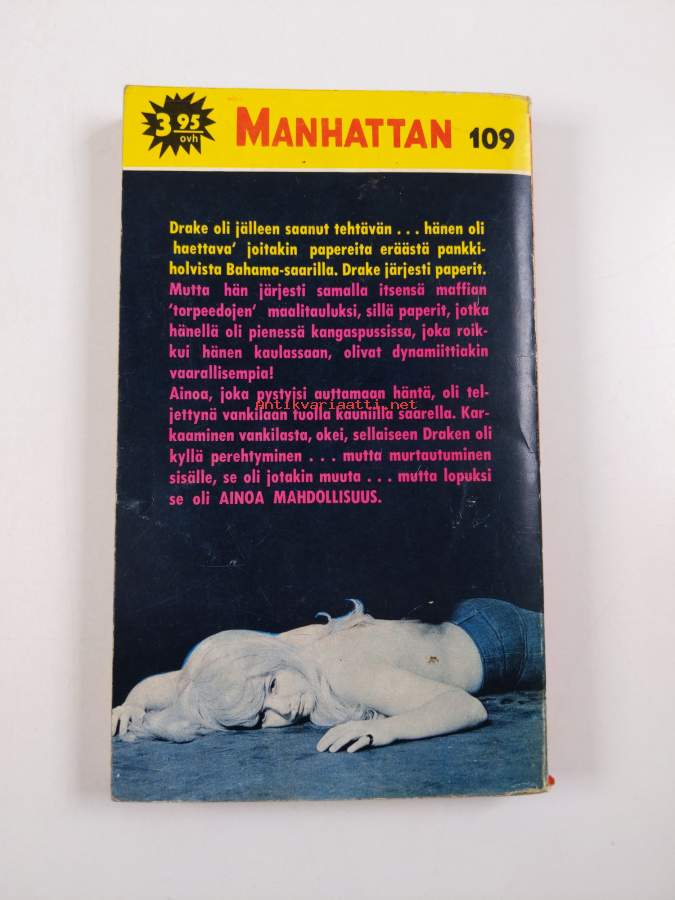 3 95
ovh
MANHATTAN 109
Drake oli jälleen saanut tehtävän . . . hänen oli
haettava' joitakin papereita eräästä pankki-
holvista Bahama-saarilla. Drake järjesti paperit.
Mutta hän järjesti samalla itsensä maffian
'torpeedojen' maalitauluksi, sillä paperit, jotka
hänellä oli pienessä kangaspussissa, joka roik-
kui hänen kaulassaan, olivat dynamiittiakin
vaarallisempia!
Ainoa, joka pystyisi auttamaan häntä, oli tel-
antikvariaatti.net
jettynä vankilaan tuolla kauniilla saarella. Kar-
kaaminen vankilasta, okei, sellaiseen Draken oli
kyllä perehtyminen . . . mutta murtautuminen
sisälle, se oli jotakin muuta . . . mutta lopuksi
se oli AINOA MAHDOLLISUUS.